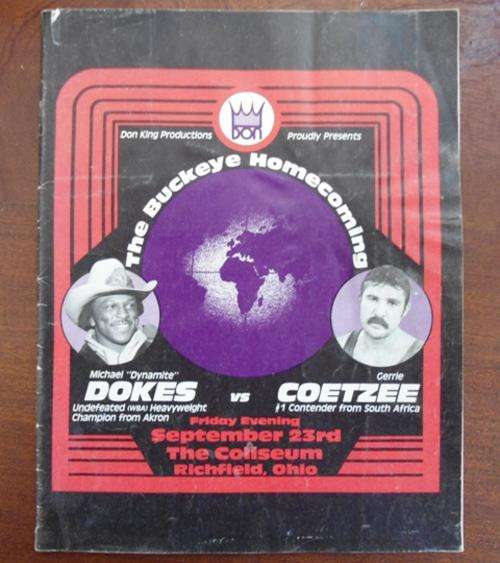 Don
Don King Productions Proudly Presents
The Buckeye Homecoming
Michael "Dynamite" Gerrie
DOKES vs COETZEE
Undefeated (WBA) Heavyweight #1 Contender from South Africa
Champion from Akron
Friday Evening
September 23rd
The Coliseum
Richfield, Ohio